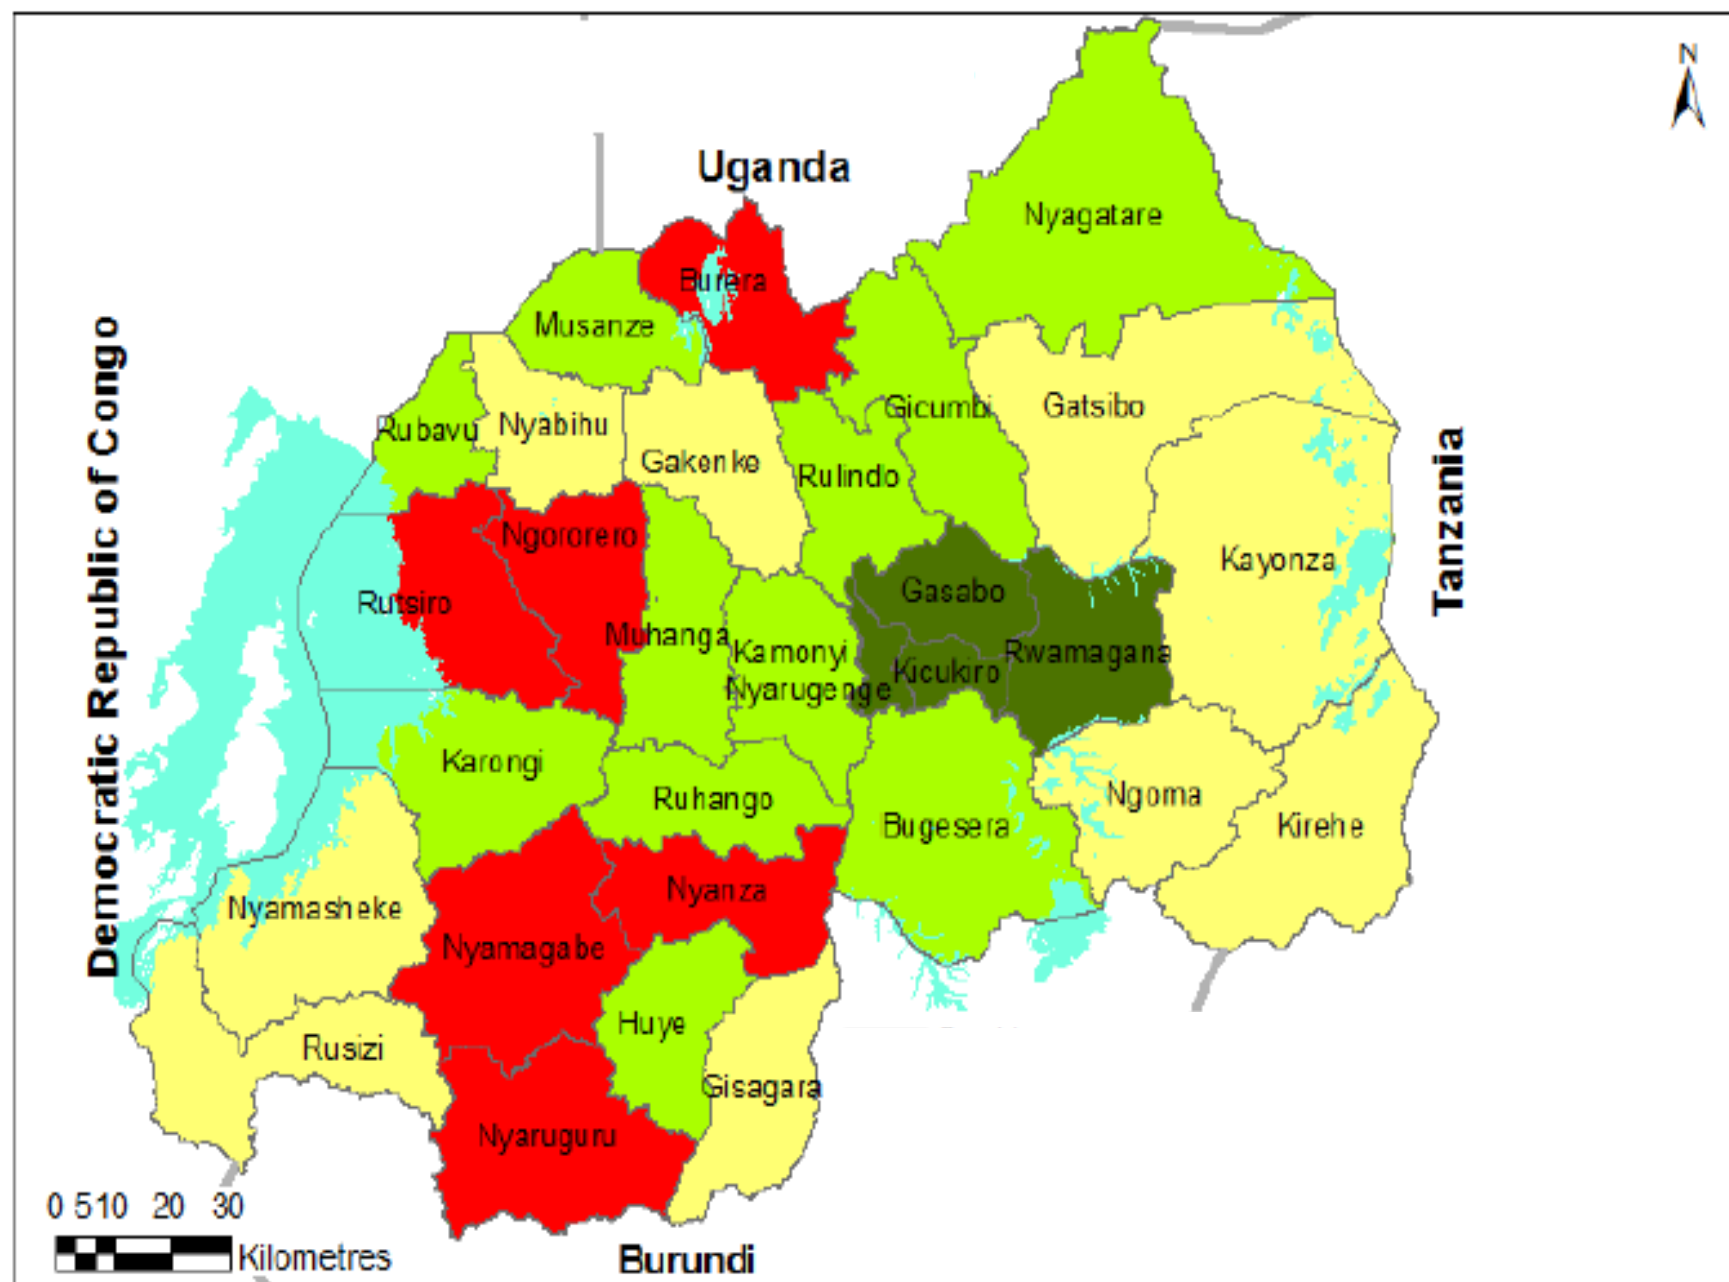 N
Uganda
Nyagatare
Burera
Musanze
Gicumbi
Gatsibo
Rubavu
Nyabihu
Gakenke
Rulindo
Democratic Republic of Congo
Tanzania
Ngororero
Kayonza
Rutsiro
Gasabo
Muhanga
Kamonyi
Rwamagana
Kicukiro
Nyarugenge
Karongi
Ruhango
Ngoma
Bugesera
Kirehe
Nyanza
Nyamasheke
Nyamagabe
Huye
Rusizi
Gisagara
Nyaruguru
0 510 20 30
Kilometres
Burundi